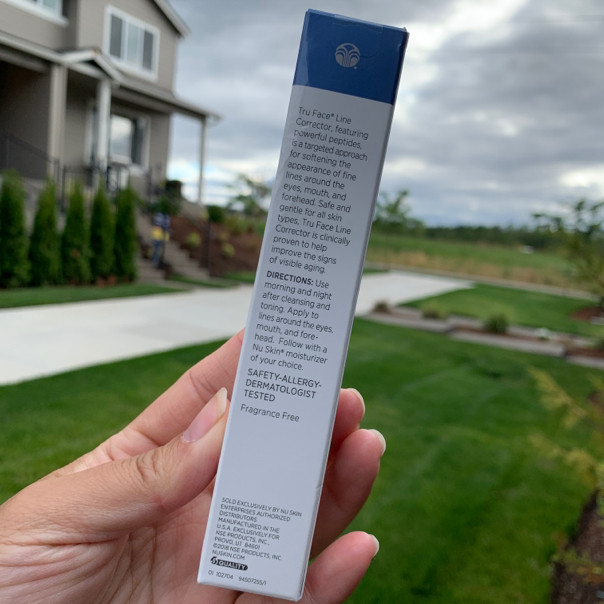 Tru Face® Line
Corrector, featuring
powerful peptides,
is a targeted approach
for softening the
appearance of fine
lines around the
eyes, mouth, and
forehead. Safe and
gentle for all skin
types, Tru Face Line
Corrector is clinically
proven to help
improve the signs
of visible aging.
DIRECTIONS: Use
morning and night
after cleansing and
toning. Apply to
lines around the eyes,
mouth, and fore-
head. Follow with a
Nu Skin® moisturizer
of your choice.
SAFETY-ALLERGY-
DERMATOLOGIST
TESTED
Fragrance Free
SOLD EXCLUSIVELY BY NU SKIN
ENTERPRISES AUTHORIZED
DISTRIBUTORS
MANUFACTURED IN THE
U.S.A. EXCLUSIVELY FOR
NSE PRODUCTS, INC.,
PROVO, UT 84601
©2018 NSE PRODUCTS, INC.
NUSKIN.COM
6 QUALITY
01 102704 94507205/1